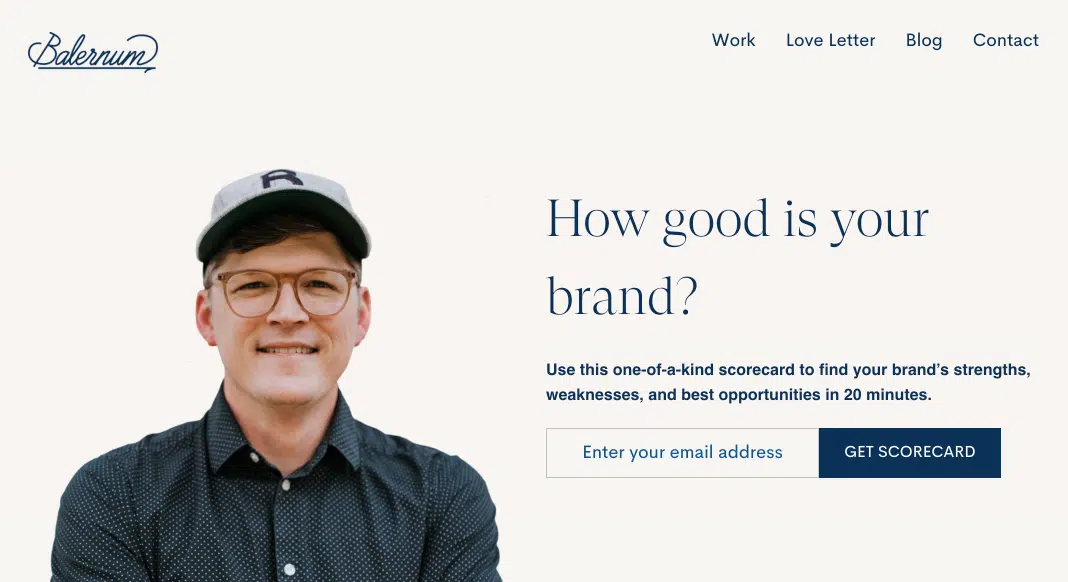 Balernum
Work
Love Letter
Blog
Contact
R
How good is your
brand?
Use this one-of-a-kind scorecard to find your brand’s strengths,
weaknesses, and best opportunities in 20 minutes.
Enter your email address
GET SCORECARD